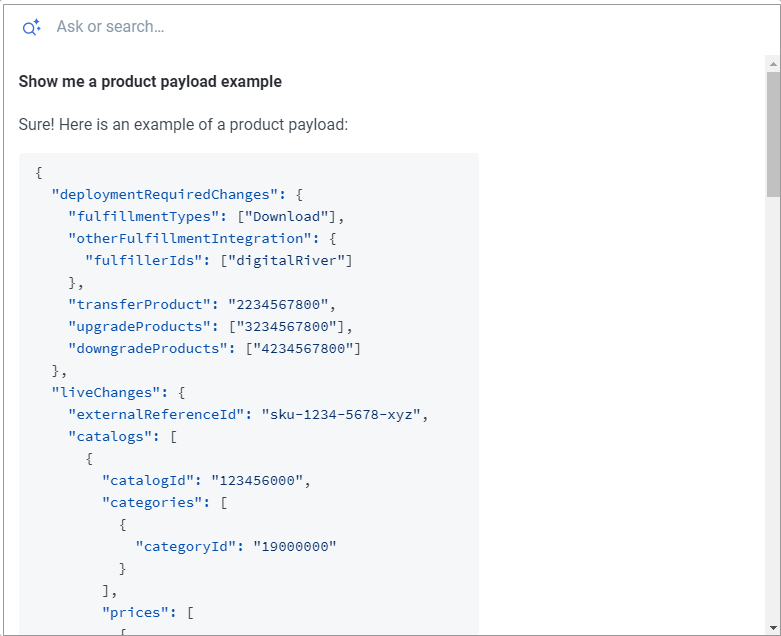 Ask or search…
Show me a product payload example
Sure! Here is an example of a product payload:
{
"deploymentRequiredChanges": {
"fulfillmentTypes": ["Download"],
"otherFulfillmentIntegration": {
"fulfillerIds": ["digitalRiver"]
},
"transferProduct": "2234567800",
"upgradeProducts": ["3234567800"],
"downgradeProducts": ["4234567800"]
},
"liveChanges": {
"externalReferenceId": "sku-1234-5678-xyz",
"catalogs": [
{
"catalogId": "123456000",
"categories": [
{
"categoryId": "19000000"
}
],
"prices": [
{